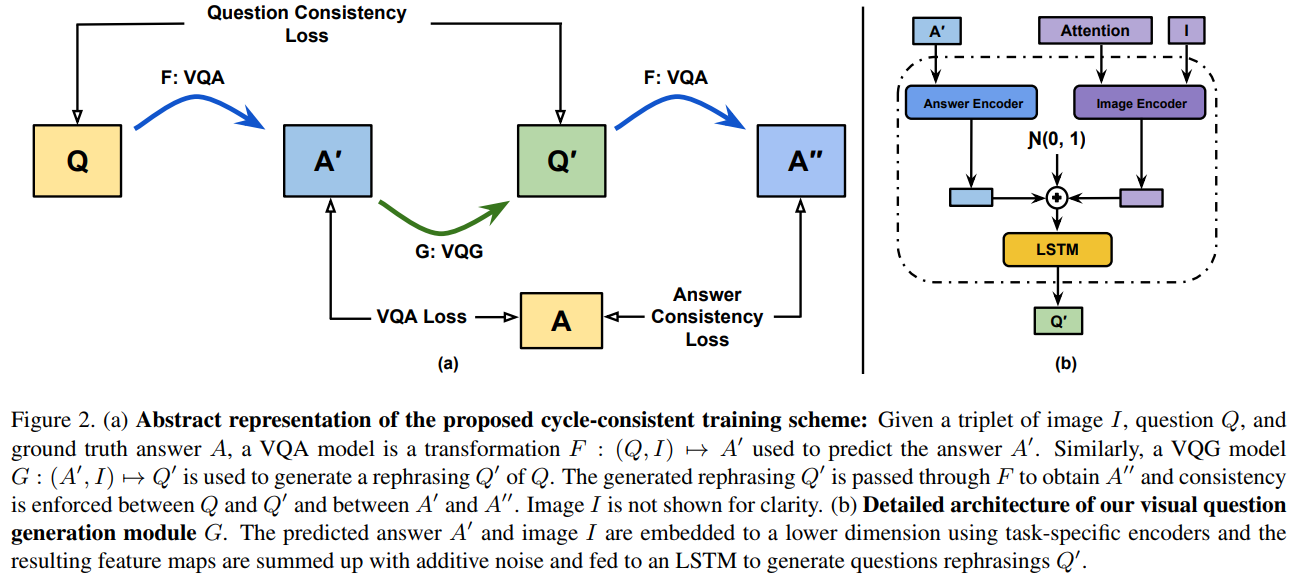 Question Consistency
Loss
F: VQA
F: VQA
Q
A′
Q′
A″
G: VQG
VQA Loss
A
Answer
Consistency
Loss
(a)
A′
Attention
I
Answer Encoder
Image Encoder
N(0, 1)
LSTM
Q′
(b)
Figure 2. (a) Abstract representation of the proposed cycle-consistent training scheme: Given a triplet of image I, question Q, and
ground truth answer A, a VQA model is a transformation F : (Q, I) ↦ A′ used to predict the answer A′. Similarly, a VQG model
G : (A′, I) ↦ Q′ is used to generate a rephrasing Q′ of Q. The generated rephrasing Q′ is passed through F to obtain A″ and consistency
is enforced between Q and Q′ and between A′ and A″. Image I is not shown for clarity. (b) Detailed architecture of our visual question
generation module G. The predicted answer A′ and image I are embedded to a lower dimension using task-specific encoders and the
resulting feature maps are summed up with additive noise and fed to an LSTM to generate questions rephrasings Q′.